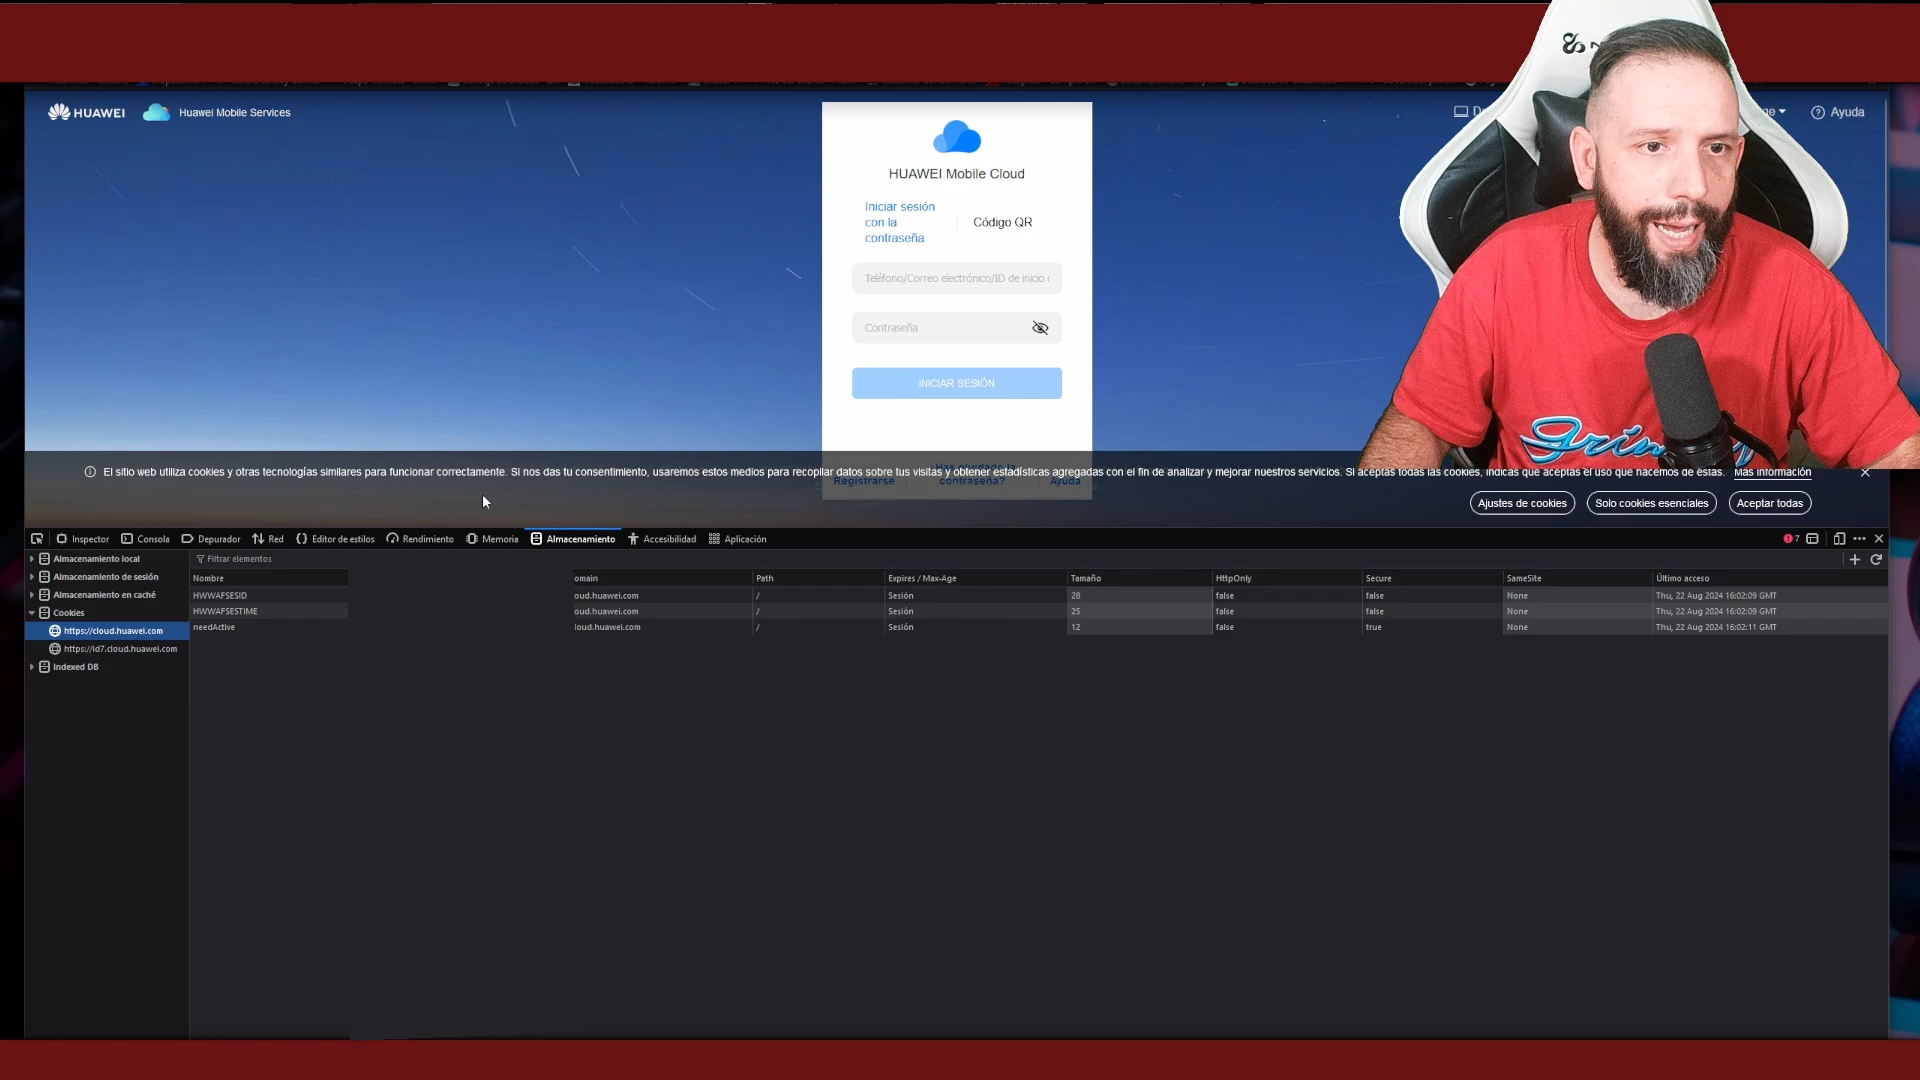 HUAWEI
Huawei Mobile Services
Ayuda
HUAWEI Mobile Cloud
Iniciar sesión
con la
contraseña
Código QR
Teléfono/Correo electrónico/ID de inicio
Contraseña
INICIAR SESIÓN
El sitio web utiliza cookies y otras tecnologías similares para funcionar correctamente. Si nos das tu consentimiento, usaremos estos medios para recopilar datos sobre tus visitas y obtener estadísticas agregadas con el fin de analizar y mejorar nuestros servicios. Si aceptas todas las cookies, indicas que aceptas el uso que hacemos de estas. Más información
Registrarse
contraseña?
Ayuda
Ajustes de cookies
Solo cookies esenciales
Aceptar todas
Inspector
Consola
Depurador
Red
Editor de estilos
Rendimiento
Memoria
Almacenamiento
Accesibilidad
Aplicación
7
Almacenamiento local
Almacenamiento de sesión
Almacenamiento en caché
Cookies
https://cloud.huawei.com
https://id7.cloud.huawei.com
Indexed DB
Filtrar elementos
Nombre omain Path Expires / Max-Age Tamaño HttpOnly Secure SameSite Último acceso
HWWAFSESID oud.huawei.com / Sesión 28 false false None Thu, 22 Aug 2024 16:02:09 GMT
HWWAFSESTIME oud.huawei.com / Sesión 25 false false None Thu, 22 Aug 2024 16:02:09 GMT
needActive loud.huawei.com / Sesión 12 false true None Thu, 22 Aug 2024 16:02:11 GMT